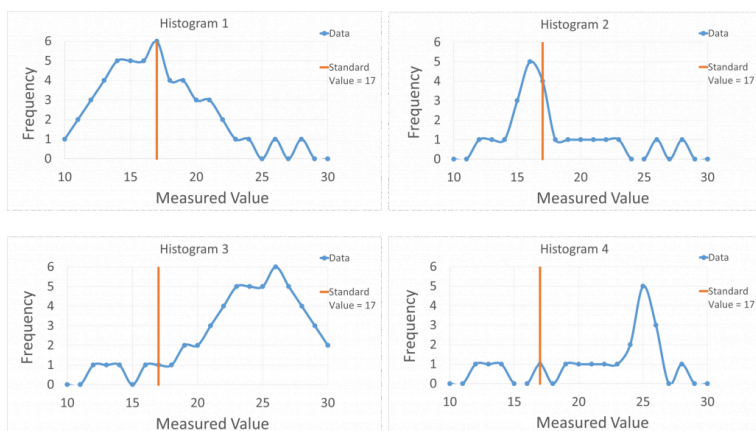 Histogram 1
6
5
4
3
2
1
0
Frequency
10 15 20 25 30
Measured Value
Data
Standard
Value = 17
Histogram 2
6
5
4
3
2
1
0
Frequency
10 15 20 25 30
Measured Value
Data
Standard
Value = 17
Histogram 3
6
5
4
3
2
1
0
Frequency
10 15 20 25 30
Measured Value
Data
Standard
Value = 17
Histogram 4
6
5
4
3
2
1
0
Frequency
10 15 20 25 30
Measured Value
Data
Standard
Value = 17